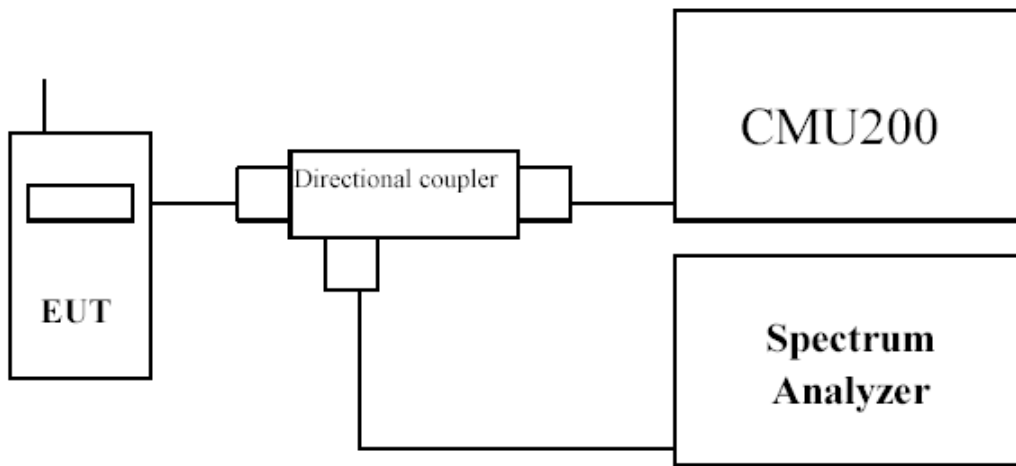 CMU200
Directional coupler
EUT
Spectrum
Analyzer